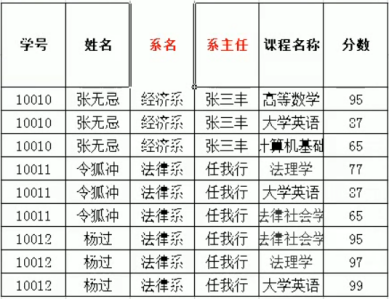 学号 姓名 系名 系主任 课程名称 分数
10010 张无忌 经济系 张三丰 高等数学 95
10010 张无忌 经济系 张三丰 大学英语 87
10010 张无忌 经济系 张三丰 计算机基础 65
10011 令狐冲 法律系 任我行 法理学 77
10011 令狐冲 法律系 任我行 大学英语 87
10011 令狐冲 法律系 任我行 法律社会学 65
10012 杨过 法律系 任我行 法律社会学 95
10012 杨过 法律系 任我行 法理学 97
10012 杨过 法律系 任我行 大学英语 99